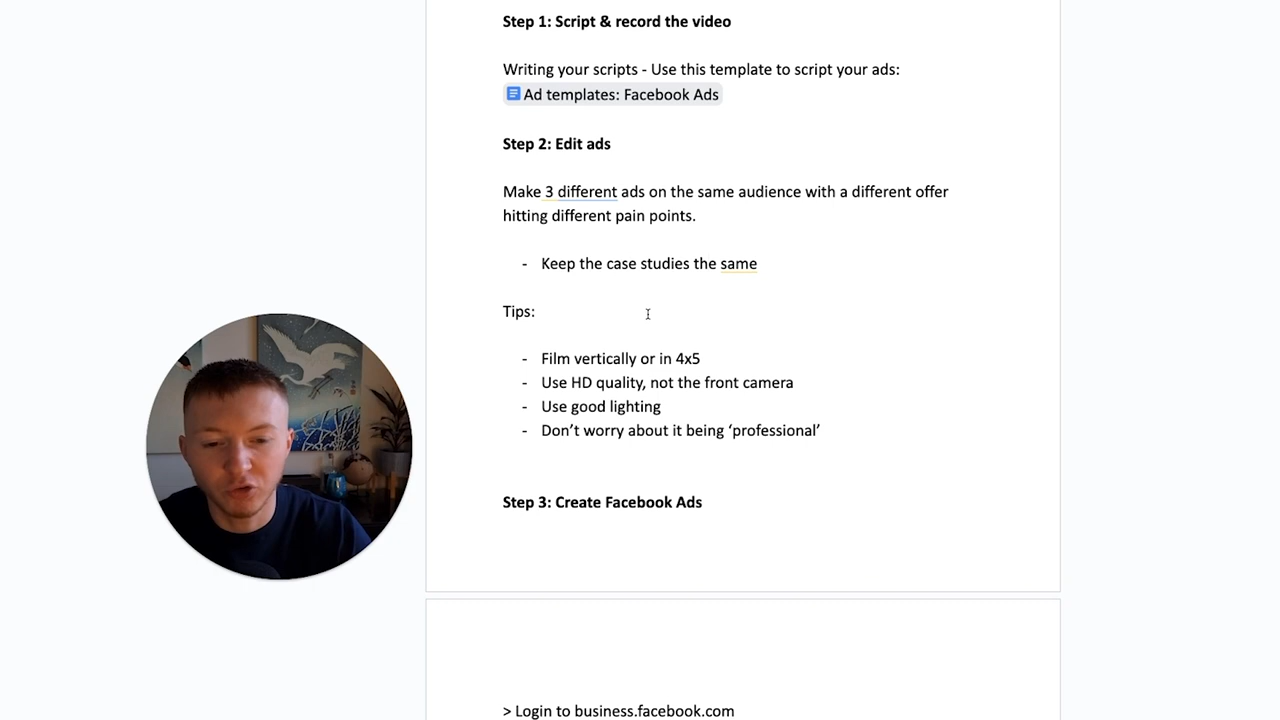 Step 1: Script & record the video
Writing your scripts - Use this template to script your ads:
Ad templates: Facebook Ads
Step 2: Edit ads
Make 3 different ads on the same audience with a different offer
hitting different pain points.
- Keep the case studies the same
Tips:
- Film vertically or in 4x5
- Use HD quality, not the front camera
- Use good lighting
- Don’t worry about it being ‘professional’
Step 3: Create Facebook Ads
> Login to business.facebook.com